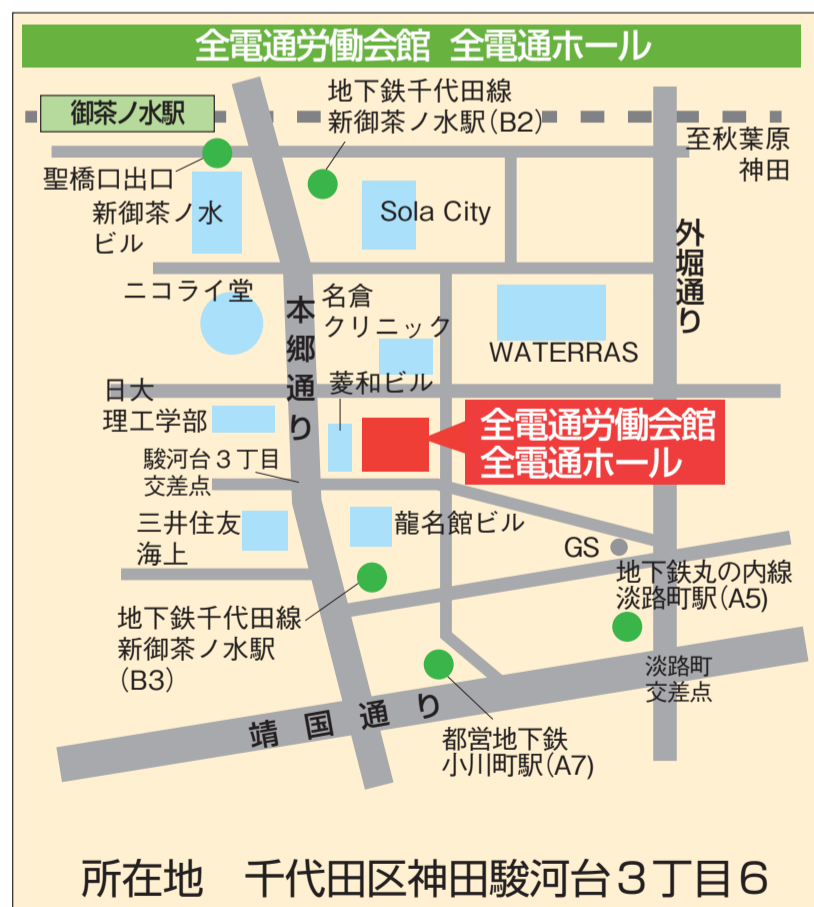 全電通労働会館 全電通ホール
御茶ノ水駅
地下鉄千代田線
新御茶ノ水駅(B2)
至秋葉原
神田
聖橋口出口
新御茶ノ水
ビル
Sola City
外堀通り
ニコライ堂
本郷通り
名倉
クリニック
WATERRAS
日大
理工学部
菱和ビル
全電通労働会館
全電通ホール
駿河台3丁目
交差点
三井住友
海上
龍名館ビル
GS
地下鉄丸の内線
淡路町駅(A5)
地下鉄千代田線
新御茶ノ水駅
(B3)
淡路町
交差点
靖国通り
都営地下鉄
小川町駅(A7)
所在地 千代田区神田駿河台3丁目6